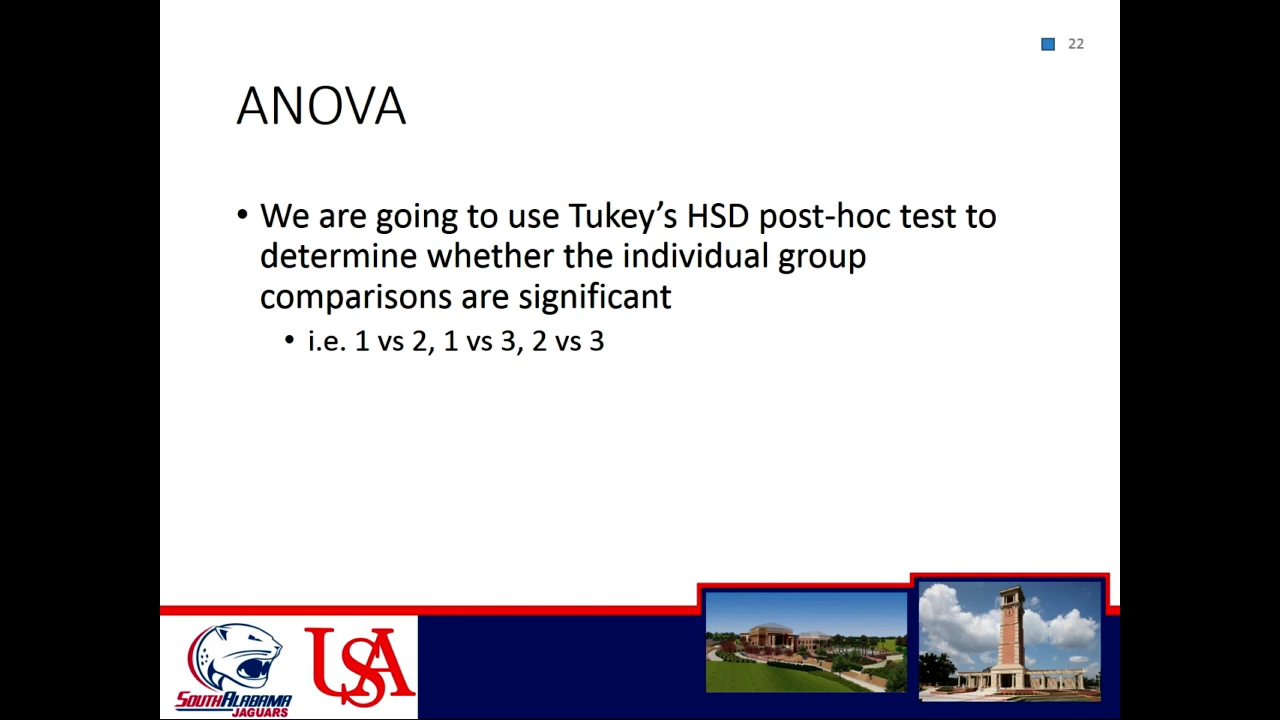 22
ANOVA
• We are going to use Tukey’s HSD post-hoc test to
determine whether the individual group
comparisons are significant
• i.e. 1 vs 2, 1 vs 3, 2 vs 3
SOUTH ALABAMA
JAGUARS
USA